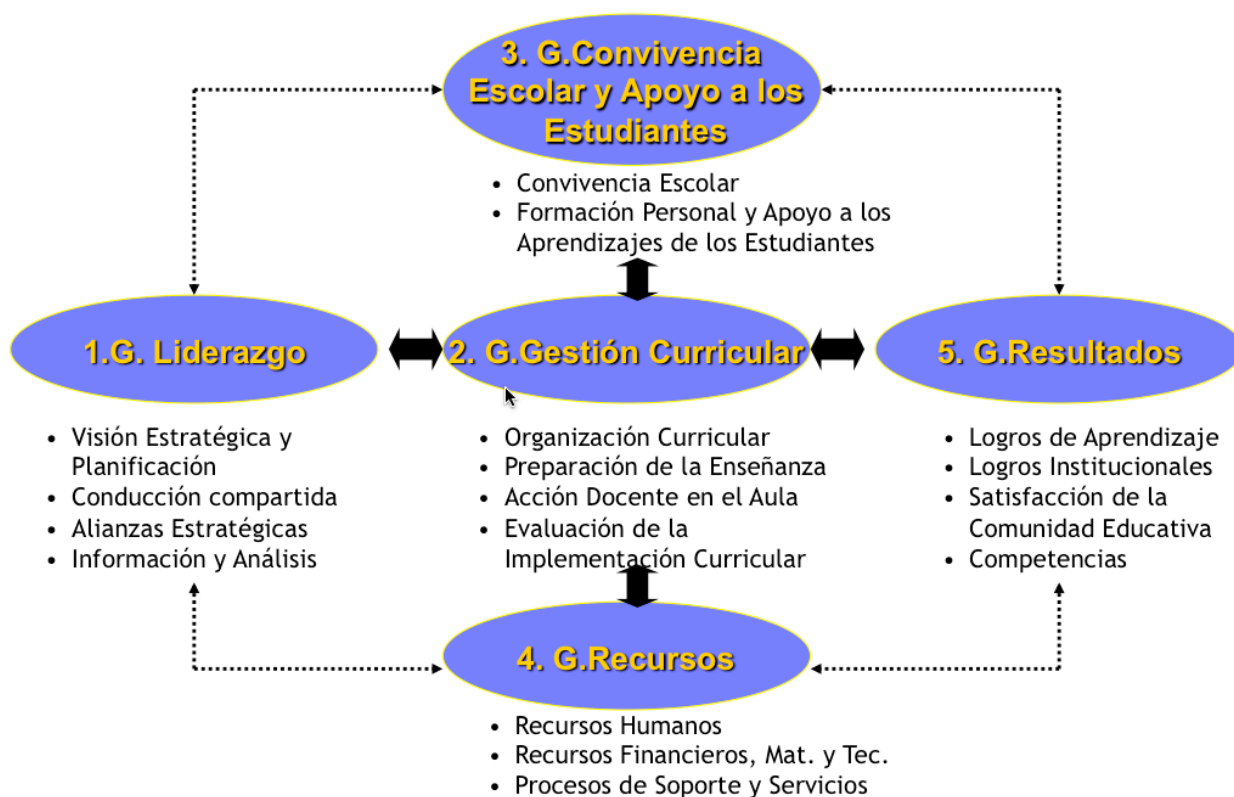 3. G.Convivencia
Escolar y Apoyo a los
Estudiantes
• Convivencia Escolar
• Formación Personal y Apoyo a los
Aprendizajes de los Estudiantes
1.G. Liderazgo
2. G.Gestión Curricular
5. G.Resultados
• Visión Estratégica y
Planificación
• Conducción compartida
• Alianzas Estratégicas
• Información y Análisis
• Organización Curricular
• Preparación de la Enseñanza
• Acción Docente en el Aula
• Evaluación de la
Implementación Curricular
• Logros de Aprendizaje
• Logros Institucionales
• Satisfacción de la
Comunidad Educativa
• Competencias
4. G.Recursos
• Recursos Humanos
• Recursos Financieros, Mat. y Tec.
• Procesos de Soporte y Servicios